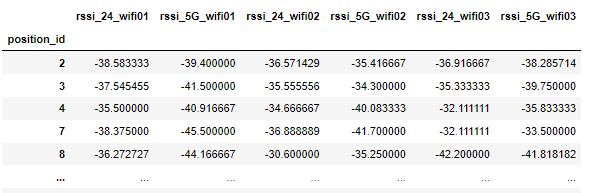 rssi_24_wifi01 rssi_5G_wifi01 rssi_24_wifi02 rssi_5G_wifi02 rssi_24_wifi03 rssi_5G_wifi03
position_id
2 -38.583333 -39.400000 -36.571429 -35.416667 -36.916667 -38.285714
3 -37.545455 -41.500000 -35.555556 -34.300000 -35.333333 -39.750000
4 -35.500000 -40.916667 -34.666667 -40.083333 -32.111111 -35.833333
7 -38.375000 -45.500000 -36.888889 -41.700000 -32.111111 -33.500000
8 -36.272727 -44.166667 -30.600000 -35.250000 -42.200000 -41.818182
... ... ... ... ... ... ...